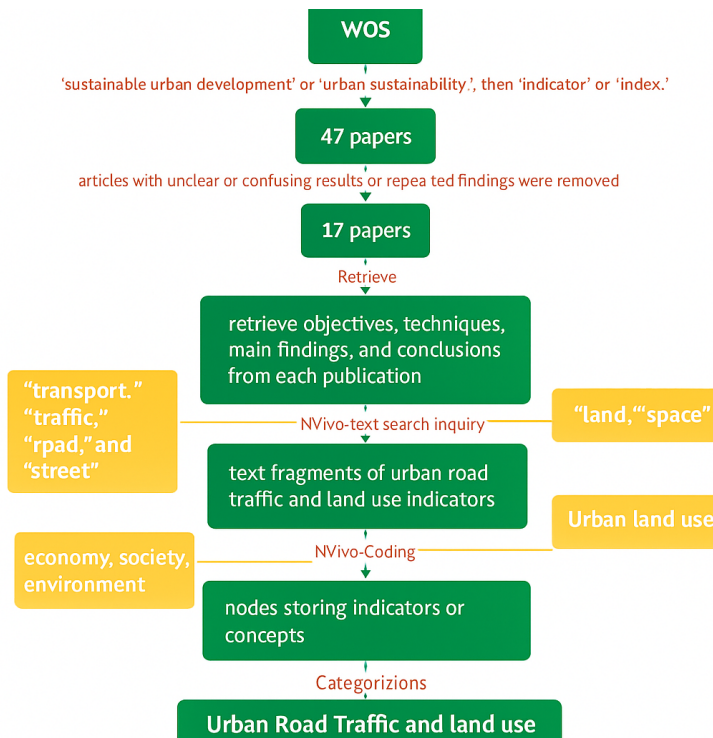 WOS
‘sustainable urban development’ or ‘urban sustainability.’, then ‘indicator’ or ‘index.’
47 papers
articles with unclear or confusing results or repea ted findings were removed
17 papers
Retrieve
retrieve objectives, techniques,
main findings, and conclusions
from each publication
“transport.”
“traffic,”
“rpad,” and
“street”
NVivo-text search inquiry
“land,“‘space”
text fragments of urban road
traffic and land use indicators
Urban land use
economy, society,
environment
NVivo-Coding
nodes storing indicators or
concepts
Categorizions
Urban Road Traffic and land use